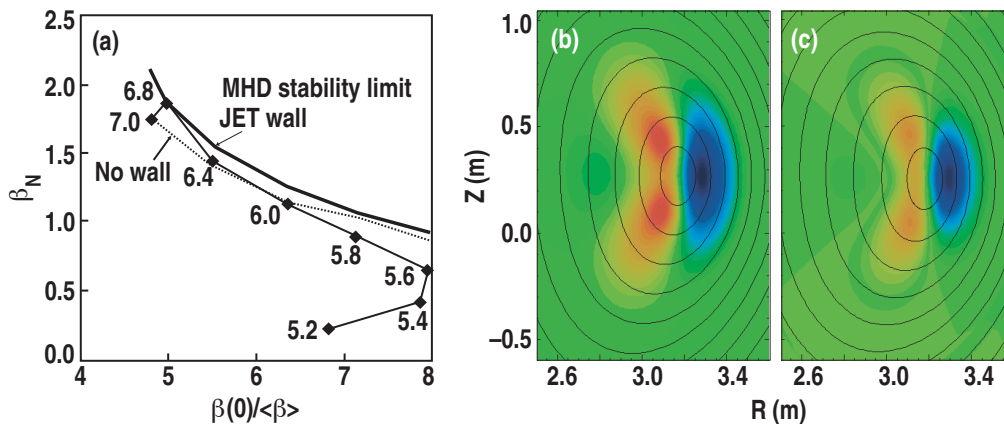 (a)
2.5
2.0
1.5
1.0
0.5
0.0
βN
4
5
6
7
8
β(0)/<β>
MHD stability limit
JET wall
No wall
6.8
7.0
6.4
6.0
5.8
5.6
5.4
5.2
(b)
(c)
1.0
0.5
0.0
−0.5
Z (m)
2.6
3.0
3.4
2.6
3.0
3.4
R (m)